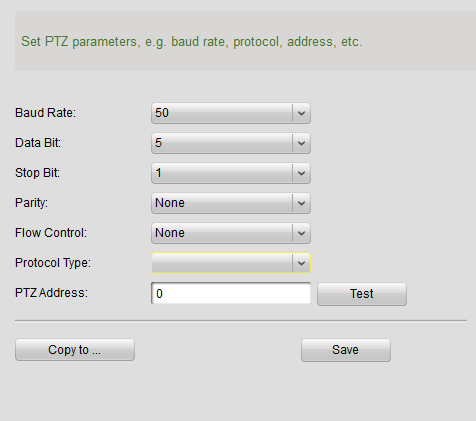 Set PTZ parameters, e.g. baud rate, protocol, address, etc.
Baud Rate: 50
Data Bit: 5
Stop Bit: 1
Parity: None
Flow Control: None
Protocol Type:
PTZ Address: 0 Test
Copy to ... Save